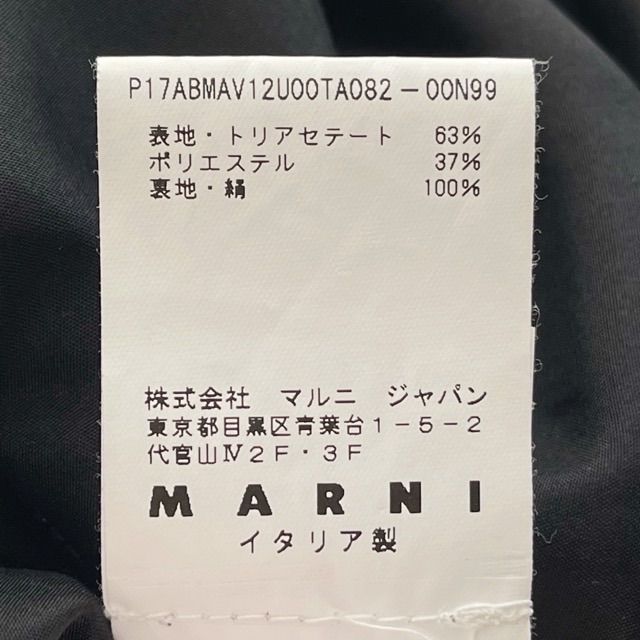 P17ABMAV12U00TA082-00N99
表地・トリアセテート 63%
ポリエステル 37%
裏地・絹 100%
株式会社 マルニ ジャパン
東京都目黒区青葉台1-5-2
代官山Ⅳ2F・3F
MARNI
イタリア製